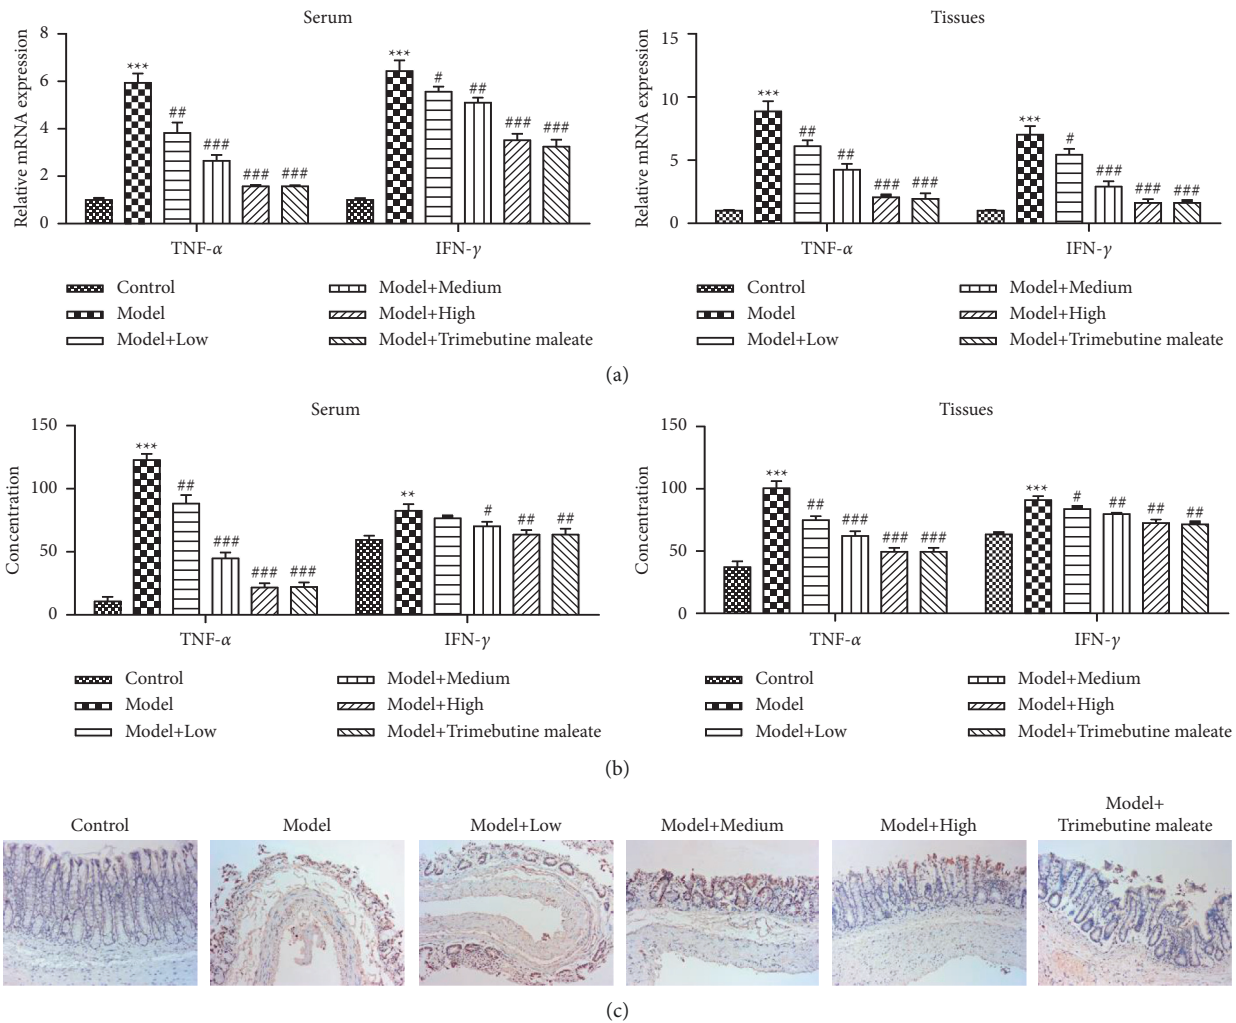 Serum
Relative mRNA expression
8
6
4
2
0
***
##
###
###
###
***
#
##
###
###
TNF-α
IFN-γ
Control
Model
Model+Low
Model+Medium
Model+High
Model+Trimebutine maleate
Tissues
Relative mRNA expression
15
10
5
0
***
##
##
###
###
***
#
###
###
###
TNF-α
IFN-γ
Control
Model
Model+Low
Model+Medium
Model+High
Model+Trimebutine maleate
(a)
Serum
Concentration
150
100
50
0
***
##
###
###
###
**
#
##
##
TNF-α
IFN-γ
Control
Model
Model+Low
Model+Medium
Model+High
Model+Trimebutine maleate
Tissues
Concentration
150
100
50
0
***
##
###
###
###
***
#
##
##
##
TNF-α
IFN-γ
Control
Model
Model+Low
Model+Medium
Model+High
Model+Trimebutine maleate
(b)
Control
Model
Model+Low
Model+Medium
Model+High
Model+
Trimebutine maleate
(c)